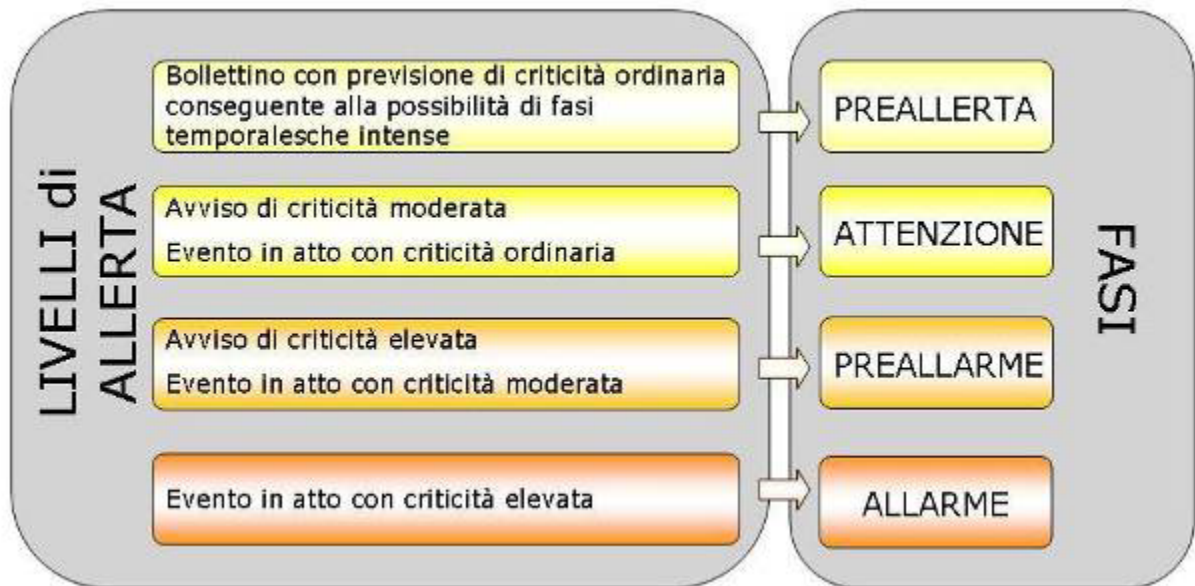 LIVELLI di
ALLERTA
Bollettino con previsione di criticità ordinaria
conseguente alla possibilità di fasi
temporalesche intense
PREALLERTA
Avviso di criticità moderata
Evento in atto con criticità ordinaria
ATTENZIONE
Avviso di criticità elevata
Evento in atto con criticità moderata
PREALLARME
Evento in atto con criticità elevata
ALLARME
FASI